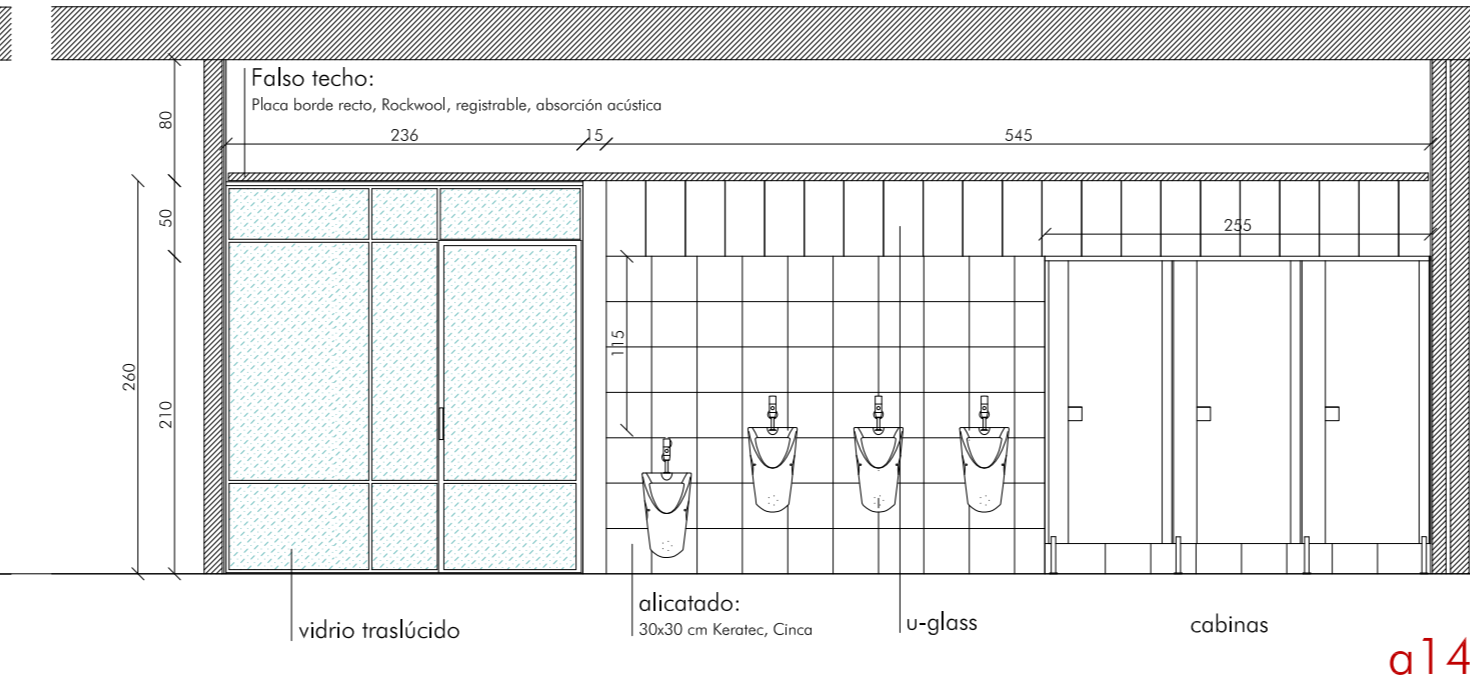 Falso techo:
Placa borde recto, Rockwool, registrable, absorción acústica
80
236
15
545
50
255
115
260
210
alicatado:
30x30 cm Keratec, Cinca
vidrio traslúcido
u-glass
cabinas
a14